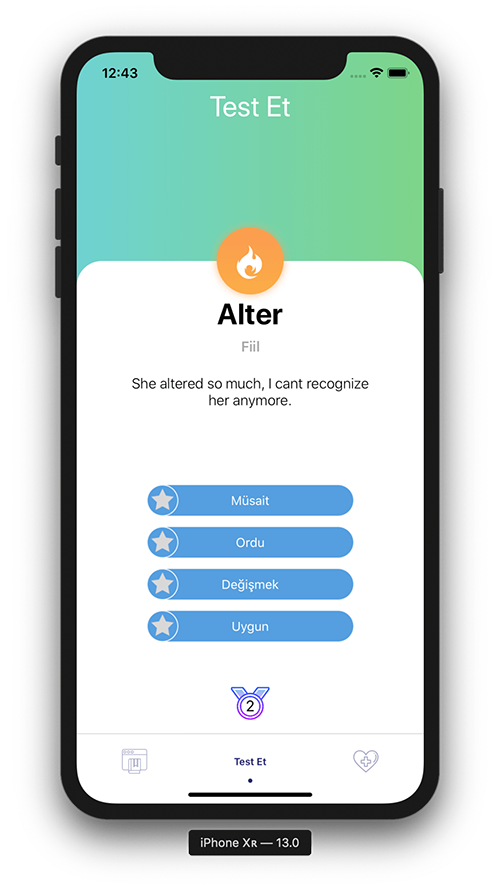 12:43
Test Et
Alter
Fiil
She altered so much, I cant recognize
her anymore.
Müsait
Ordu
Değişmek
Uygun
2
Test Et
iPhone Xʀ — 13.0